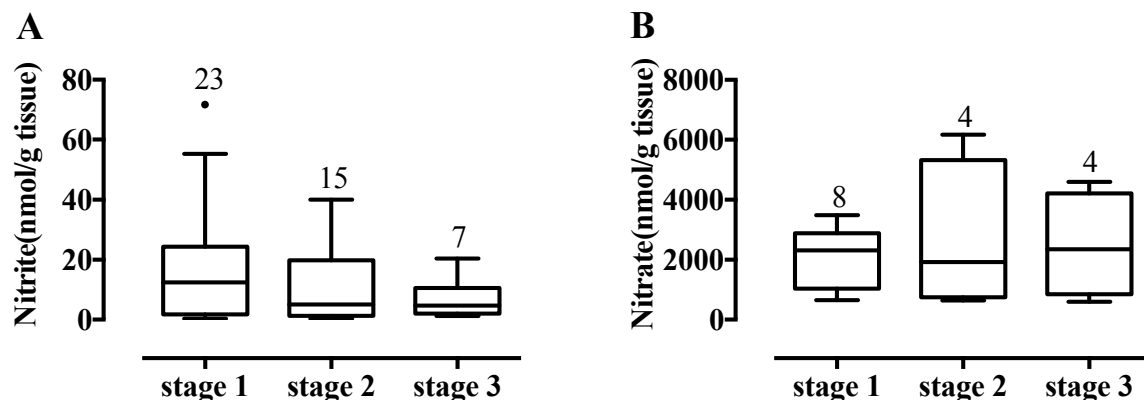 A
Nitrite(nmol/g tissue)
80
60
40
20
0
23
15
7
stage 1
stage 2
stage 3
B
Nitrate(nmol/g tissue)
8000
6000
4000
2000
0
8
4
4
stage 1
stage 2
stage 3